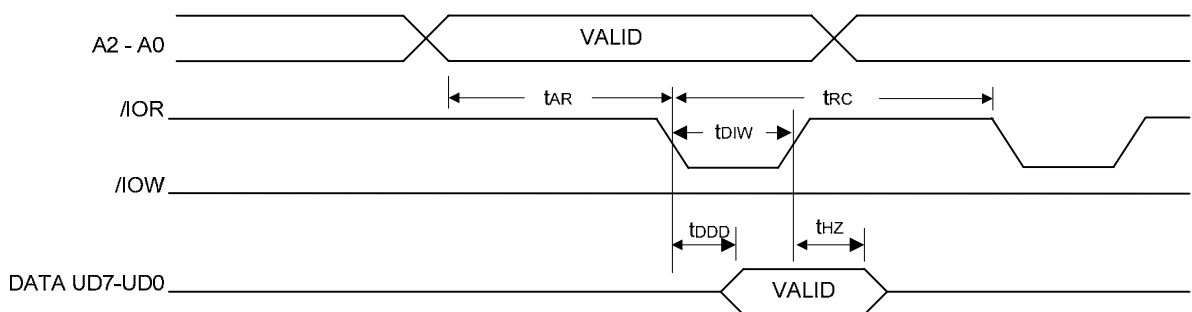 A2 - A0
VALID
tAR
tRC
/IOR
tDIW
/IOW
tDDD
tHZ
DATA UD7-UD0
VALID